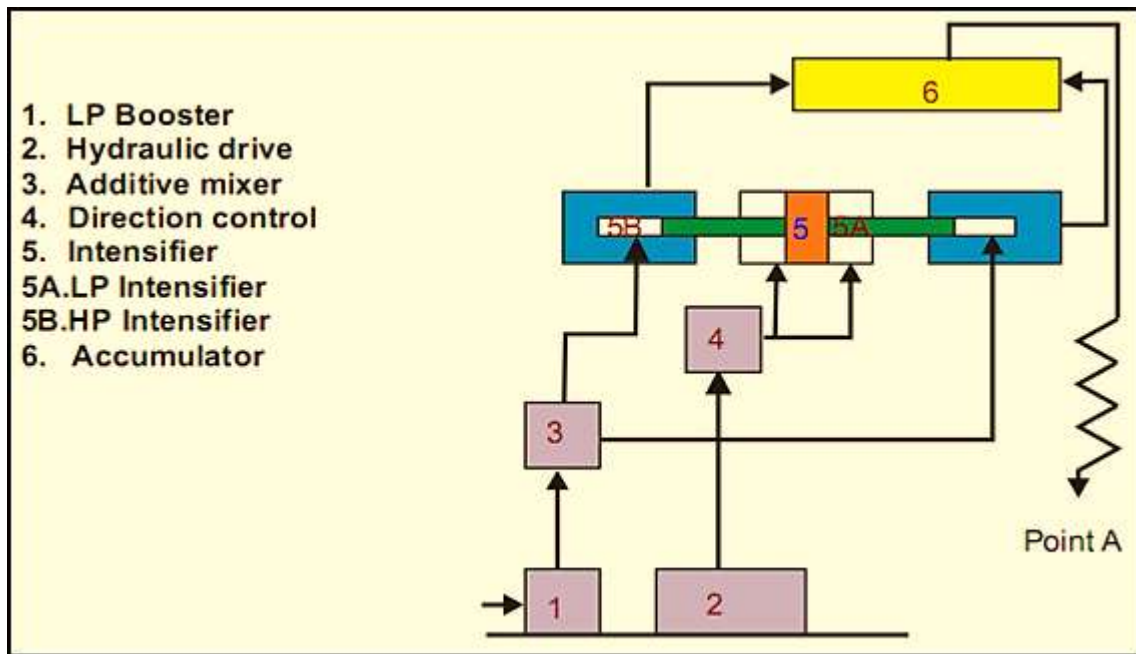 1. LP Booster
2. Hydraulic drive
3. Additive mixer
4. Direction control
5. Intensifier
5A.LP Intensifier
5B.HP Intensifier
6. Accumulator
6
5B
5
5A
4
3
Point A
1
2